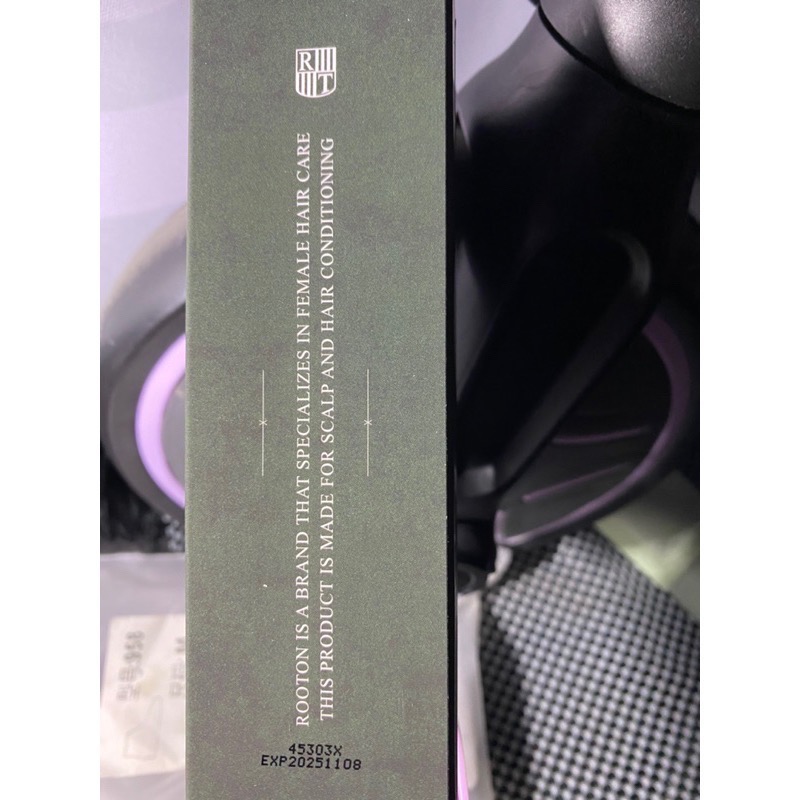 R
T
ROOTON IS A BRAND THAT SPECIALIZES IN FEMALE HAIR CARE
THIS PRODUCT IS MADE FOR SCALP AND HAIR CONDITIONING
45303X
EXP20251108